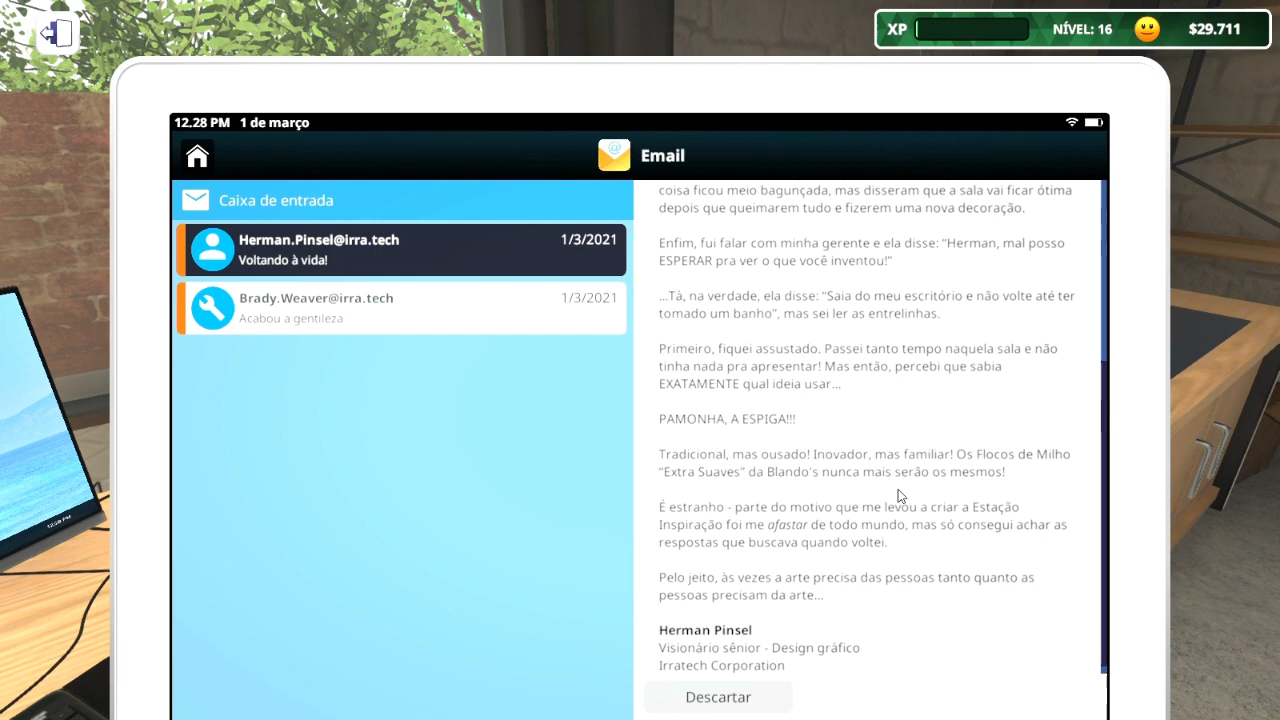 XP
NÍVEL: 16
$29.711
12.28 PM 1 de março
Email
Caixa de entrada
Herman.Pinsel@irra.tech
1/3/2021
Voltando à vida!
Brady.Weaver@irra.tech
1/3/2021
Acabou a gentileza
coisa ficou meio bagunçada, mas disseram que a sala vai ficar ótima
depois que queimarem tudo e fizerem uma nova decoração.
Enfim, fui falar com minha gerente e ela disse: “Herman, mal posso
ESPERAR pra ver o que você inventou!”
...Tá, na verdade, ela disse: “Saia do meu escritório e não volte até ter
tomado um banho”, mas sei ler as entrelinhas.
Primeiro, fiquei assustado. Passei tanto tempo naquela sala e não
tinha nada pra apresentar! Mas então, percebi que sabia
EXATAMENTE qual ideia usar...
PAMONHA, A ESPIGA!!!
Tradicional, mas ousado! Inovador, mas familiar! Os Flocos de Milho
“Extra Suaves” da Blando's nunca mais serão os mesmos!
É estranho - parte do motivo que me levou a criar a Estação
Inspiração foi me afastar de todo mundo, mas só consegui achar as
respostas que buscava quando voltei.
Pelo jeito, às vezes a arte precisa das pessoas tanto quanto as
pessoas precisam da arte...
Herman Pinsel
Visionário sênior - Design gráfico
Irratech Corporation
Descartar